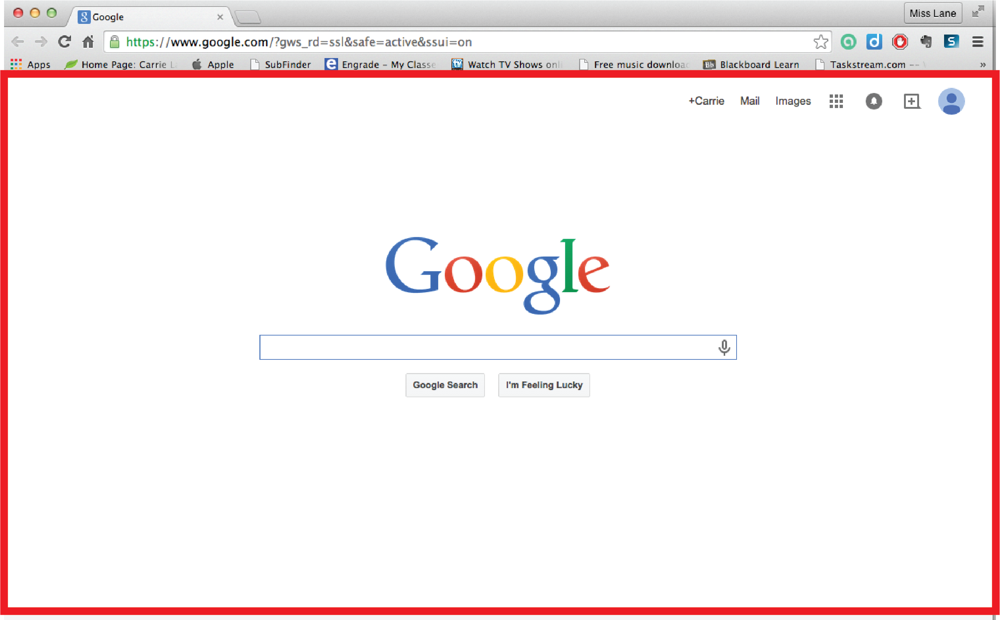 Google
Miss Lane
https://www.google.com/?gws_rd=ssl&safe=active&ssui=on
Apps Home Page: Carrie L Apple SubFinder Engrade – My Classe Watch TV Shows onli Free music downloac Blackboard Learn Taskstream.com -- »
+Carrie Mail Images
Google
Google Search I'm Feeling Lucky